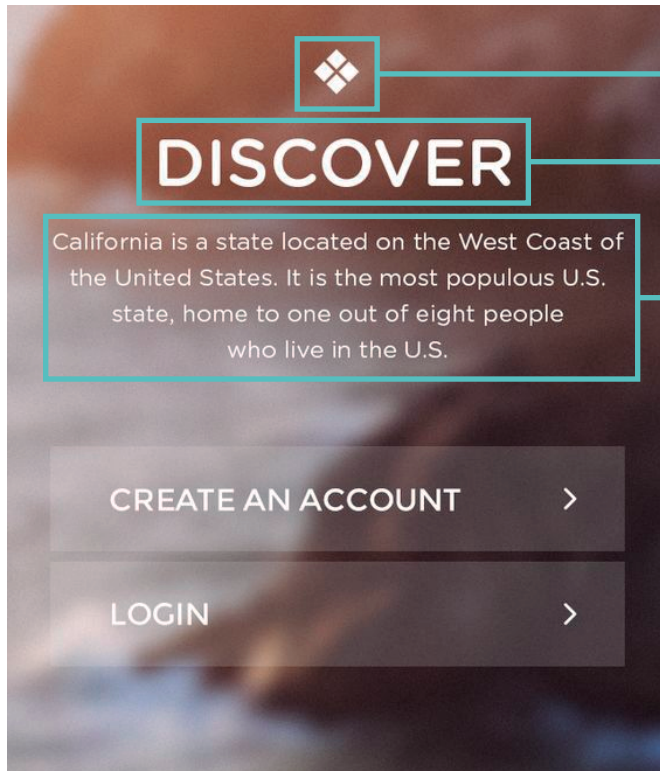 DISCOVER
California is a state located on the West Coast of
the United States. It is the most populous U.S.
state, home to one out of eight people
who live in the U.S.
CREATE AN ACCOUNT
LOGIN